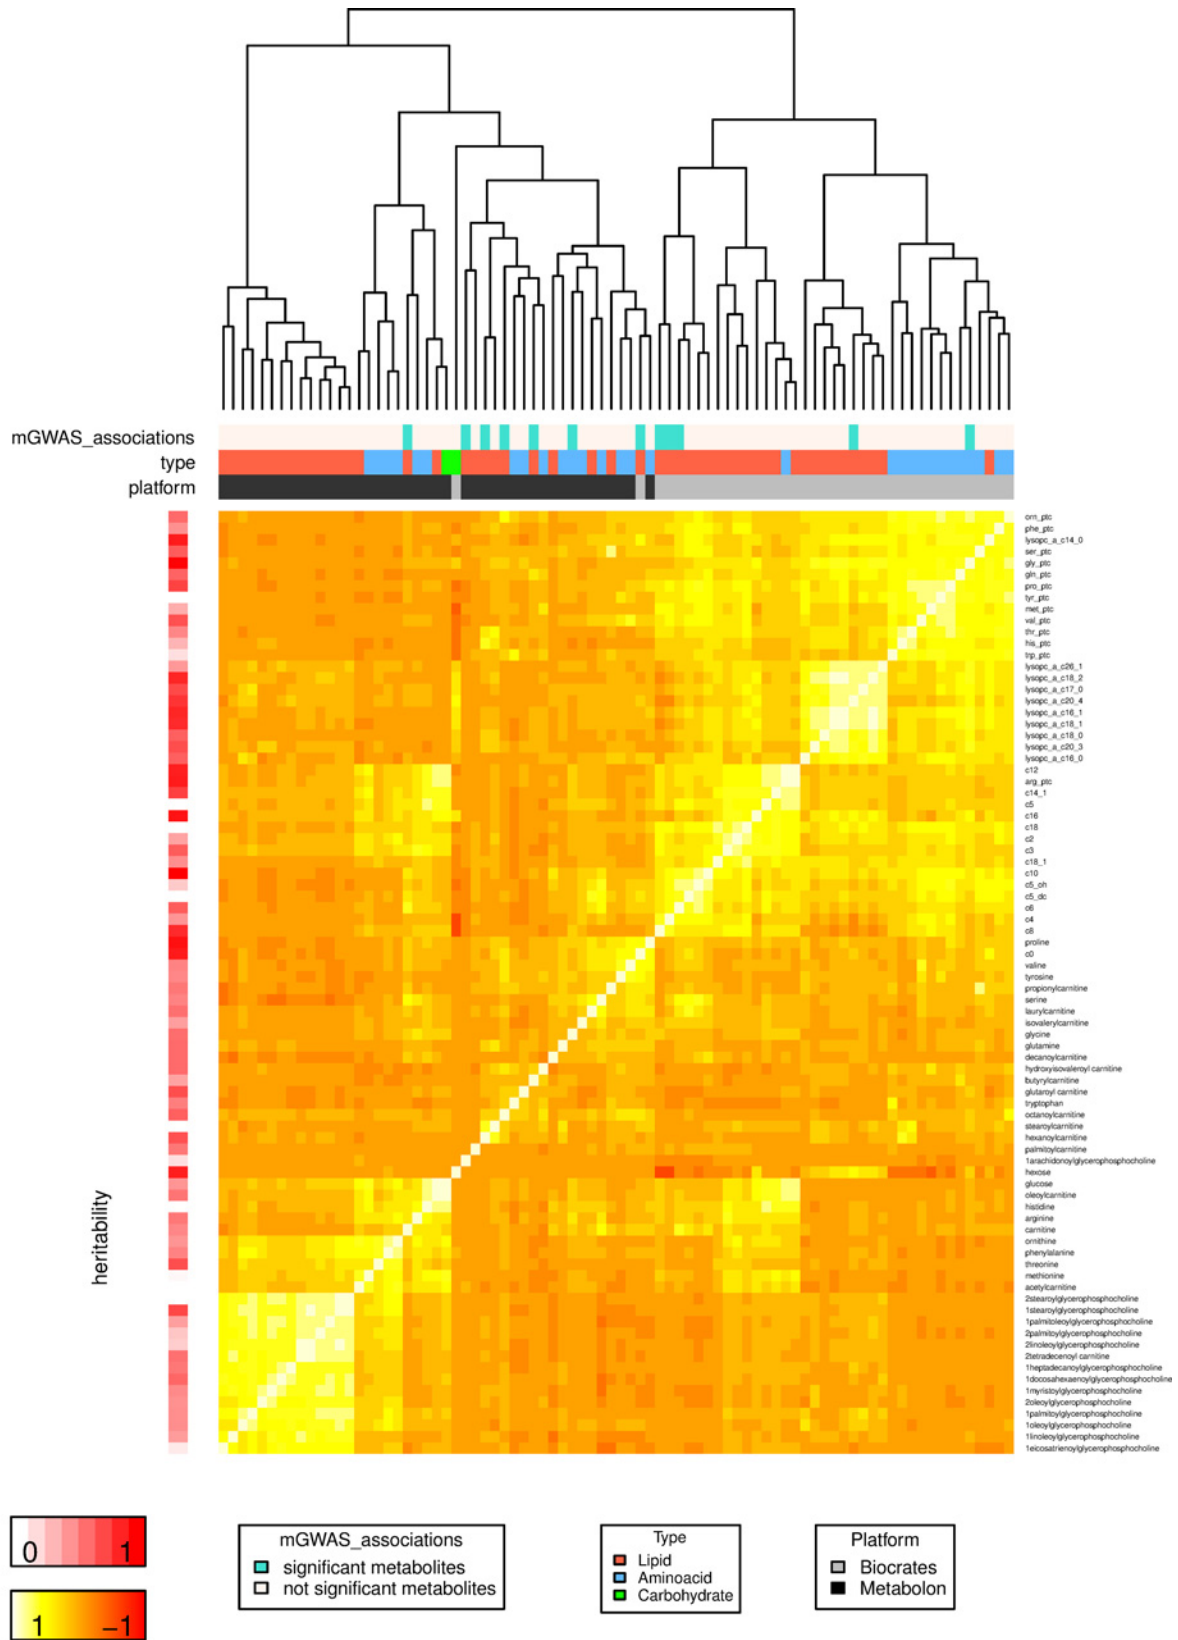 mGWAS_associations
type
platform
orn_ptc
phe_ptc
lysopc_a_c14_0
ser_ptc
gly_ptc
gln_ptc
pro_ptc
tyr_ptc
met_ptc
val_ptc
thr_ptc
his_ptc
trp_ptc
lysopc_a_c26_1
lysopc_a_c18_2
lysopc_a_c17_0
lysopc_a_c20_4
lysopc_a_c16_1
lysopc_a_c18_1
lysopc_a_c18_0
lysopc_a_c20_3
lysopc_a_c16_0
c12
arg_ptc
c14_1
c5
c16
c18
c2
c3
c18_1
c10
c5_oh
c5_dc
c6
c4
c8
proline
c0
valine
tyrosine
propionylcarnitine
serine
laurylcarnitine
isovalerylcarnitine
glycine
glutamine
decanoylcarnitine
hydroxyisovaleroyl carnitine
butyrylcarnitine
glutaroyl carnitine
tryptophan
octanoylcarnitine
stearoylcarnitine
hexanoylcarnitine
palmitoylcarnitine
1arachidonoylglycerophosphocholine
hexose
glucose
oleoylcarnitine
histidine
arginine
carnitine
ornithine
phenylalanine
threonine
methionine
acetylcarnitine
2stearoylglycerophosphocholine
1stearoylglycerophosphocholine
1palmitoleoylglycerophosphocholine
2palmitoylglycerophosphocholine
2linoleoylglycerophosphocholine
2tetradecenoyl carnitine
1heptadecanoylglycerophosphocholine
1docosahexaenoylglycerophosphocholine
1myristoylglycerophosphocholine
2oleoylglycerophosphocholine
1palmitoylglycerophosphocholine
1oleoylglycerophosphocholine
1linoleoylglycerophosphocholine
1eicosatrienoylglycerophosphocholine
heritability
0 1
1 −1
mGWAS_associations
significant metabolites
not significant metabolites
Type
Lipid
Aminoacid
Carbohydrate
Platform
Biocrates
Metabolon